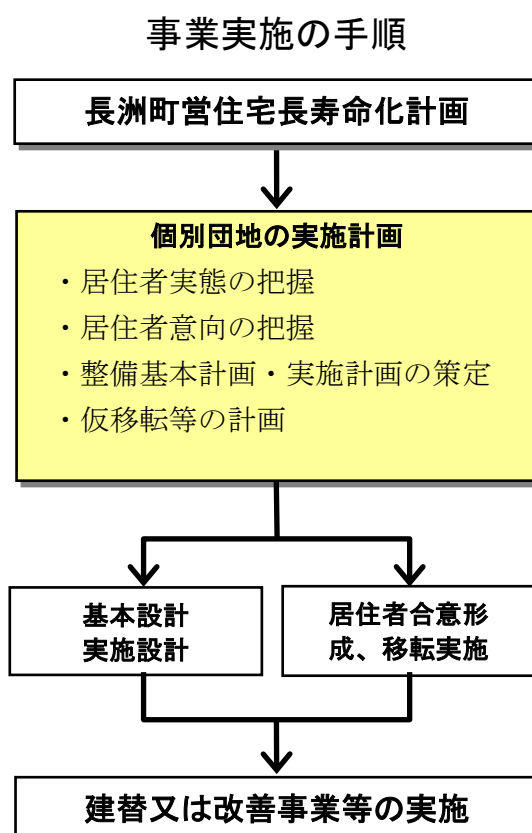 事業実施の手順
長洲町営住宅長寿命化計画
個別団地の実施計画
・居住者実態の把握
・居住者意向の把握
・整備基本計画・実施計画の策定
・仮移転等の計画
基本設計
実施設計
居住者合意形
成、移転実施
建替又は改善事業等の実施